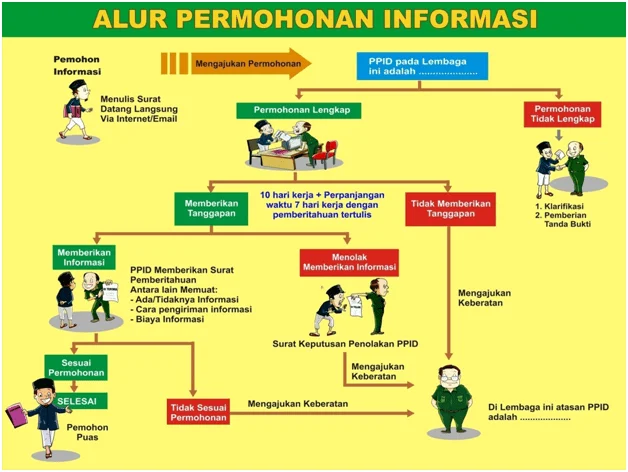 ALUR PERMOHONAN INFORMASI
Pemohon
Informasi
Mengajukan Permohonan
PPID pada Lembaga
ini adalah .....................
Menulis Surat
Datang Langsung
Via Internet/Email
Permohonan Lengkap
Permohonan
Tidak Lengkap
1. Klarifikasi
2. Pemberian
Tanda Bukti
Memberikan
Tanggapan
10 hari kerja + Perpanjangan
waktu 7 hari kerja dengan
pemberitahuan tertulis
Tidak Memberikan
Tanggapan
Memberikan
Informasi
PPID Memberikan Surat
Pemberitahuan
Antara lain Memuat:
- Ada/Tidaknya Informasi
- Cara pengiriman informasi
- Biaya Informasi
Menolak
Memberikan Informasi
Surat Keputusan Penolakan PPID
Mengajukan
Keberatan
Mengajukan
Keberatan
Sesuai
Permohonan
SELESAI
Pemohon
Puas
Tidak Sesuai
Permohonan
Mengajukan Keberatan
Di Lembaga ini atasan PPID
adalah ..................